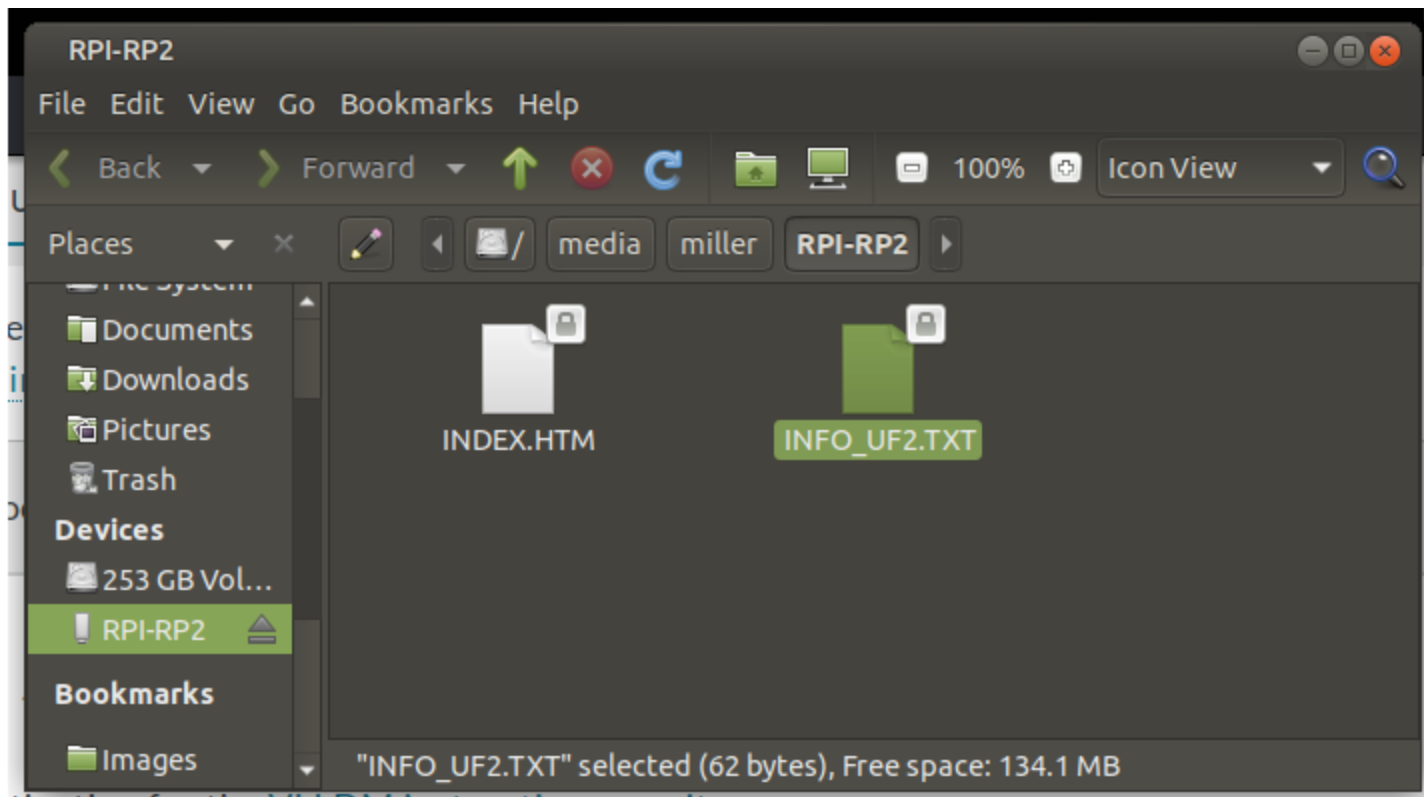 RPI-RP2
File Edit View Go Bookmarks Help
Back Forward 100% Icon View
Places / media miller RPI-RP2
File System
Documents
Downloads
Pictures
Trash
Devices
253 GB Vol...
RPI-RP2
Bookmarks
Images
INDEX.HTM INFO_UF2.TXT
"INFO_UF2.TXT" selected (62 bytes), Free space: 134.1 MB